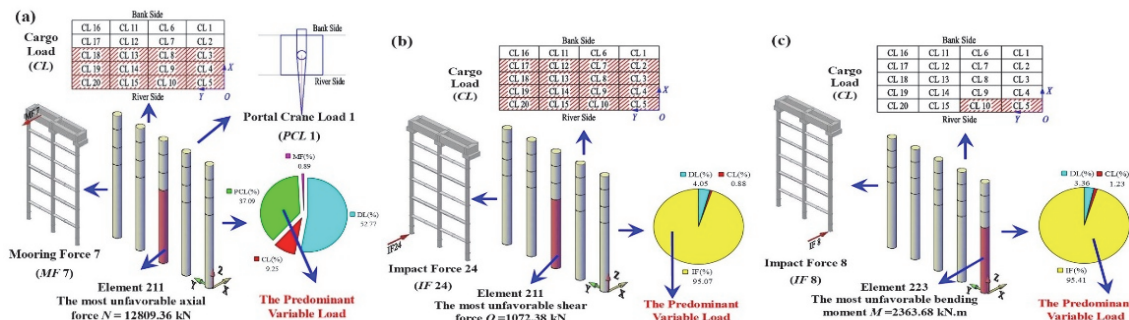 (a)
Bank Side
CL 16 CL 11 CL 6 CL 1
CL 17 CL 12 CL 7 CL 2
CL 18 CL 13 CL 8 CL 3
CL 19 CL 14 CL 9 CL 4
CL 20 CL 15 CL 10 CL 5
River Side
X
Y O
Cargo
Load
(CL)
Bank Side
River Side
Portal Crane Load 1
(PCL 1)
MF 7
Mooring Force 7
(MF 7)
MF(%)
0.89
PCL(%)
37.09
DL(%)
52.77
CL(%)
9.25
Z
Y X
Element 211
The most unfavorable axial
force N = 12809.36 kN
The Predominant
Variable Load
(b)
Bank Side
CL 16 CL 11 CL 6 CL 1
CL 17 CL 12 CL 7 CL 2
CL 18 CL 13 CL 8 CL 3
CL 19 CL 14 CL 9 CL 4
CL 20 CL 15 CL 10 CL 5
River Side
X
Y O
Cargo
Load
(CL)
IF24
Impact Force 24
(IF 24)
DL(%)
4.05
CL(%)
0.88
IF(%)
95.07
Z
Y X
Element 211
The most unfavorable shear
force Q =1072.38 kN
The Predominant
Variable Load
(c)
Bank Side
CL 16 CL 11 CL 6 CL 1
CL 17 CL 12 CL 7 CL 2
CL 18 CL 13 CL 8 CL 3
CL 19 CL 14 CL 9 CL 4
CL 20 CL 15 CL 10 CL 5
River Side
X
Y O
Cargo
Load
(CL)
IF 8
Impact Force 8
(IF 8)
DL(%)
3.36
CL(%)
1.23
IF(%)
95.41
Z
Y X
Element 223
The most unfavorable bending
moment M =2363.68 kN.m
The Predominant
Variable Load